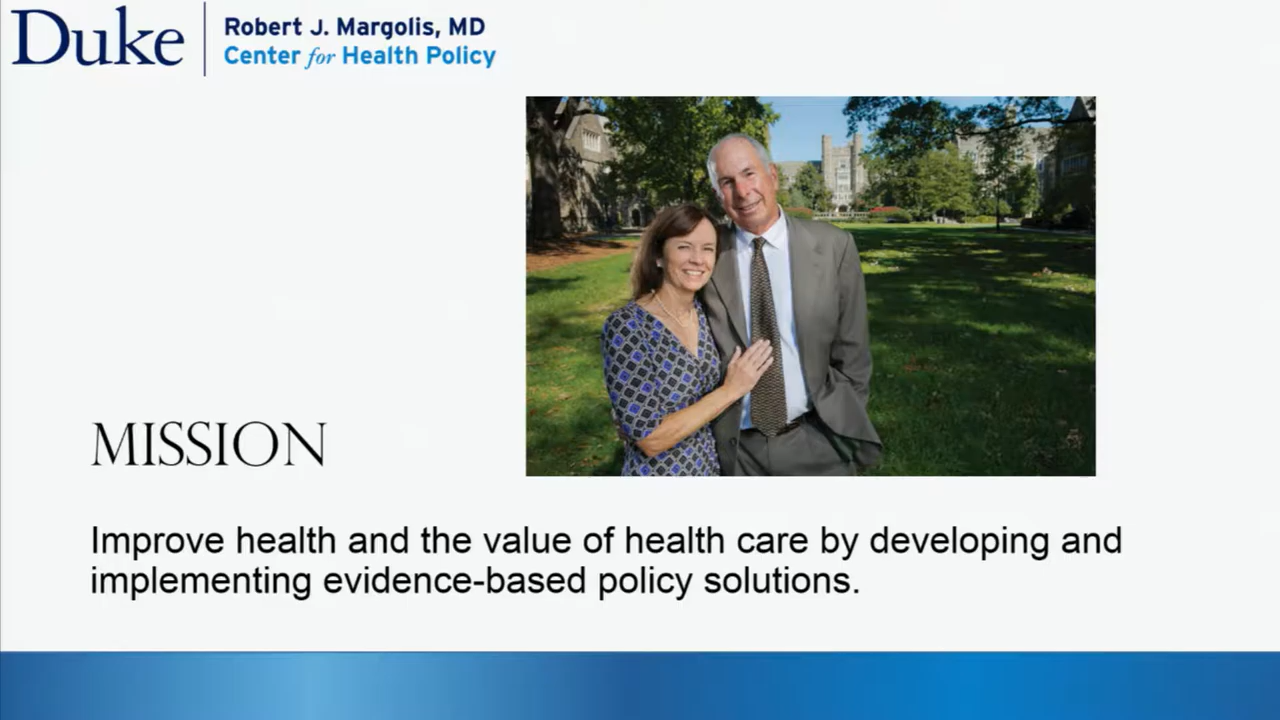 Duke
Robert J. Margolis, MD
Center for Health Policy
MISSION
Improve health and the value of health care by developing and
implementing evidence-based policy solutions.